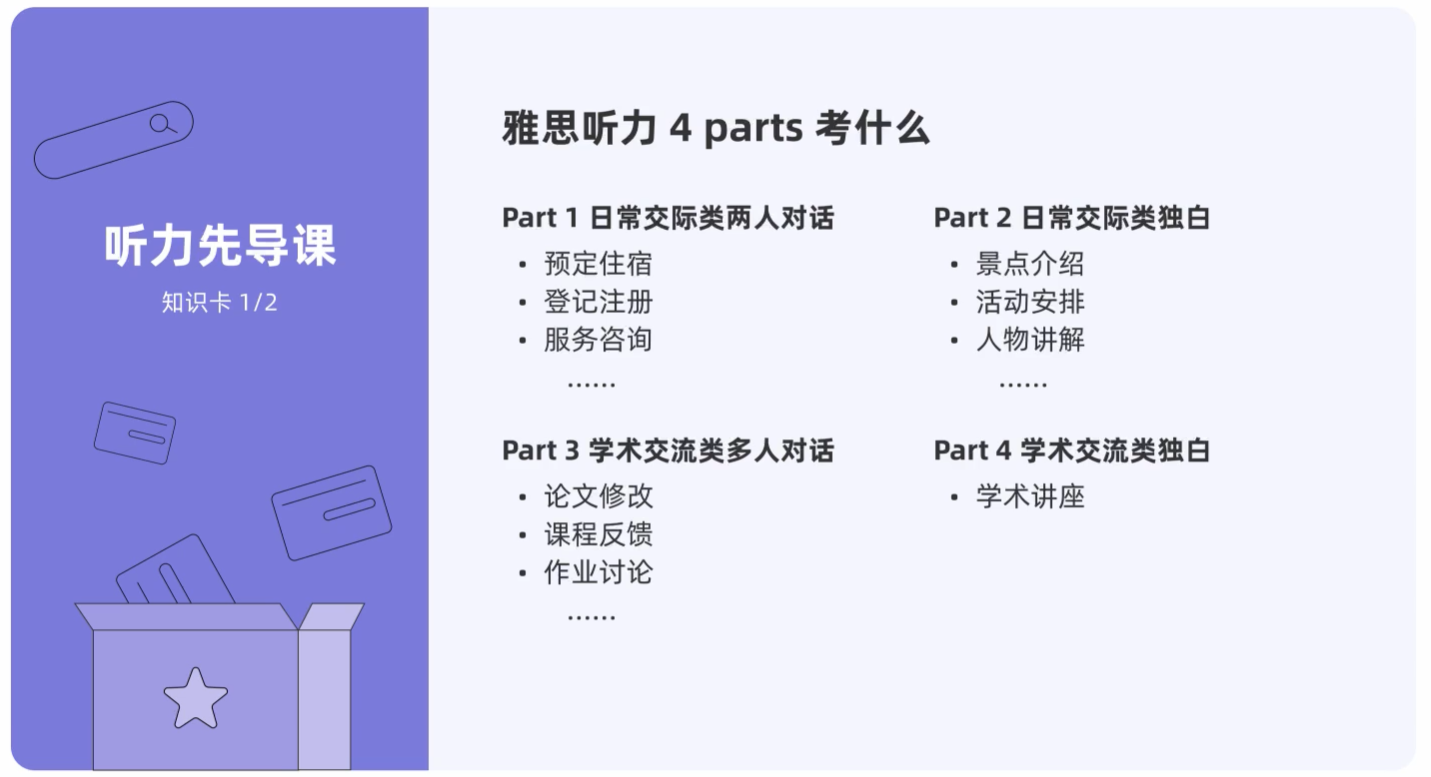 听力先导课
知识卡 1/2
雅思听力 4 parts 考什么
Part 1 日常交际类两人对话
• 预定住宿
• 登记注册
• 服务咨询
……
Part 2 日常交际类独白
• 景点介绍
• 活动安排
• 人物讲解
……
Part 3 学术交流类多人对话
• 论文修改
• 课程反馈
• 作业讨论
……
Part 4 学术交流类独白
• 学术讲座